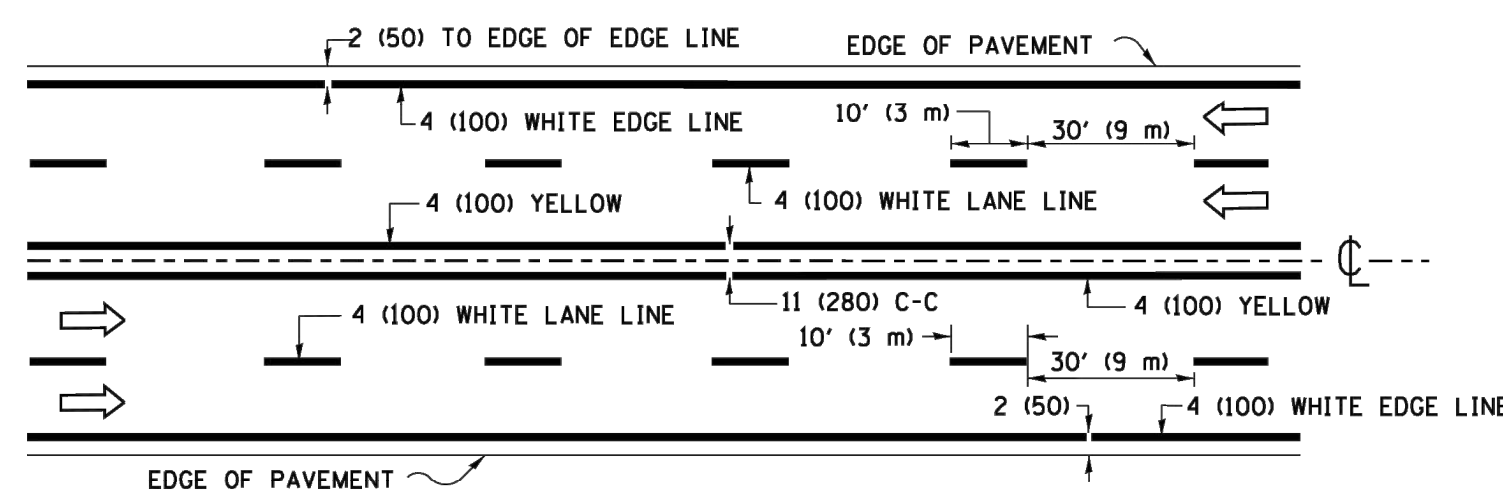 2 (50) TO EDGE OF EDGE LINE
EDGE OF PAVEMENT
4 (100) WHITE EDGE LINE
10' (3 m)
30' (9 m)
4 (100) YELLOW
4 (100) WHITE LANE LINE
11 (280) C-C
4 (100) YELLOW
4 (100) WHITE LANE LINE
10' (3 m)
30' (9 m)
2 (50)
4 (100) WHITE EDGE LINE
EDGE OF PAVEMENT